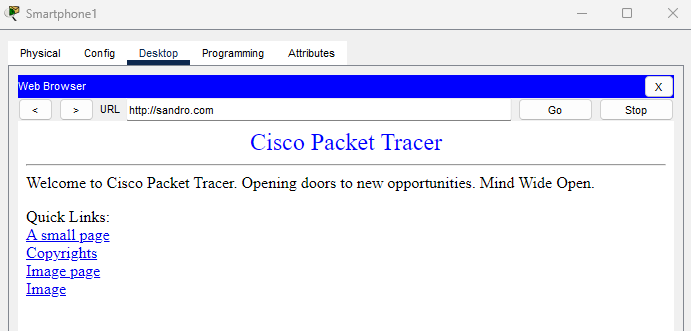 Smartphone1
Physical Config Desktop Programming Attributes
Web Browser X
< > URL http://sandro.com Go Stop
Cisco Packet Tracer
Welcome to Cisco Packet Tracer. Opening doors to new opportunities. Mind Wide Open.
Quick Links:
A small page
Copyrights
Image page
Image